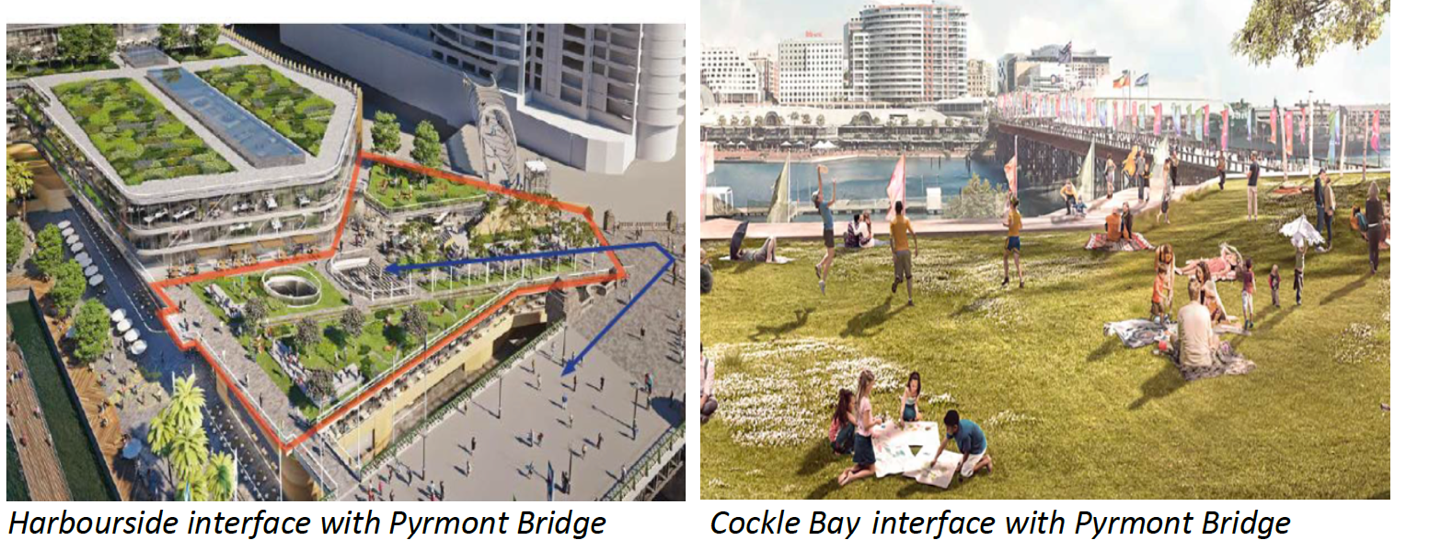 Harbourside interface with Pyrmont Bridge
Cockle Bay interface with Pyrmont Bridge